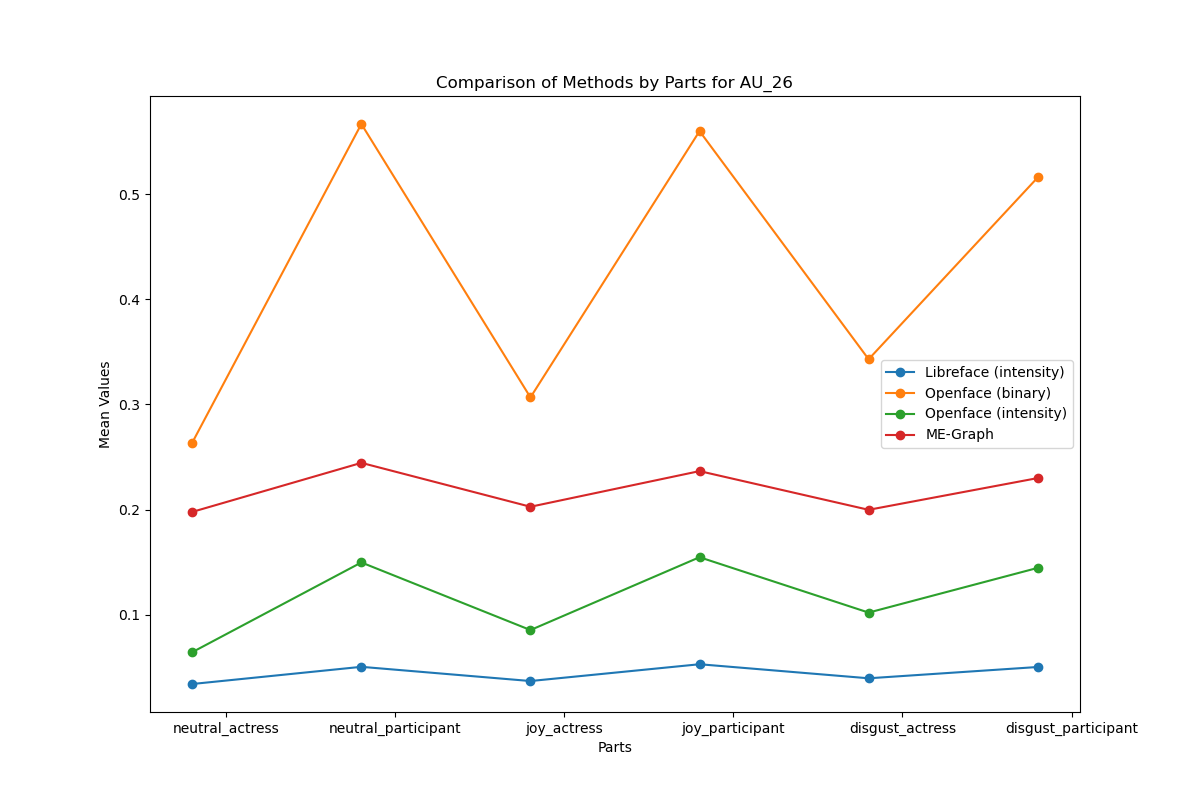 Comparison of Methods by Parts for AU_26
Mean Values
0.5
0.4
0.3
0.2
0.1
Libreface (intensity)
Openface (binary)
Openface (intensity)
ME-Graph
neutral_actress
neutral_participant
joy_actress
joy_participant
disgust_actress
disgust_participant
Parts